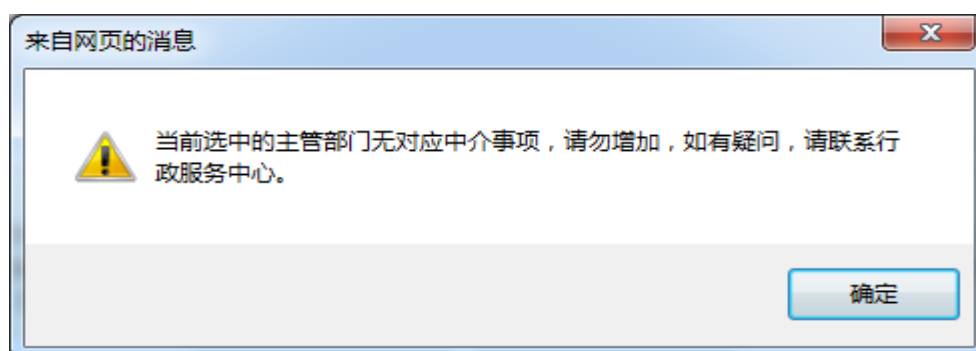 来自网页的消息
当前选中的主管部门无对应中介事项，请勿增加，如有疑问，请联系行
政服务中心。
确定